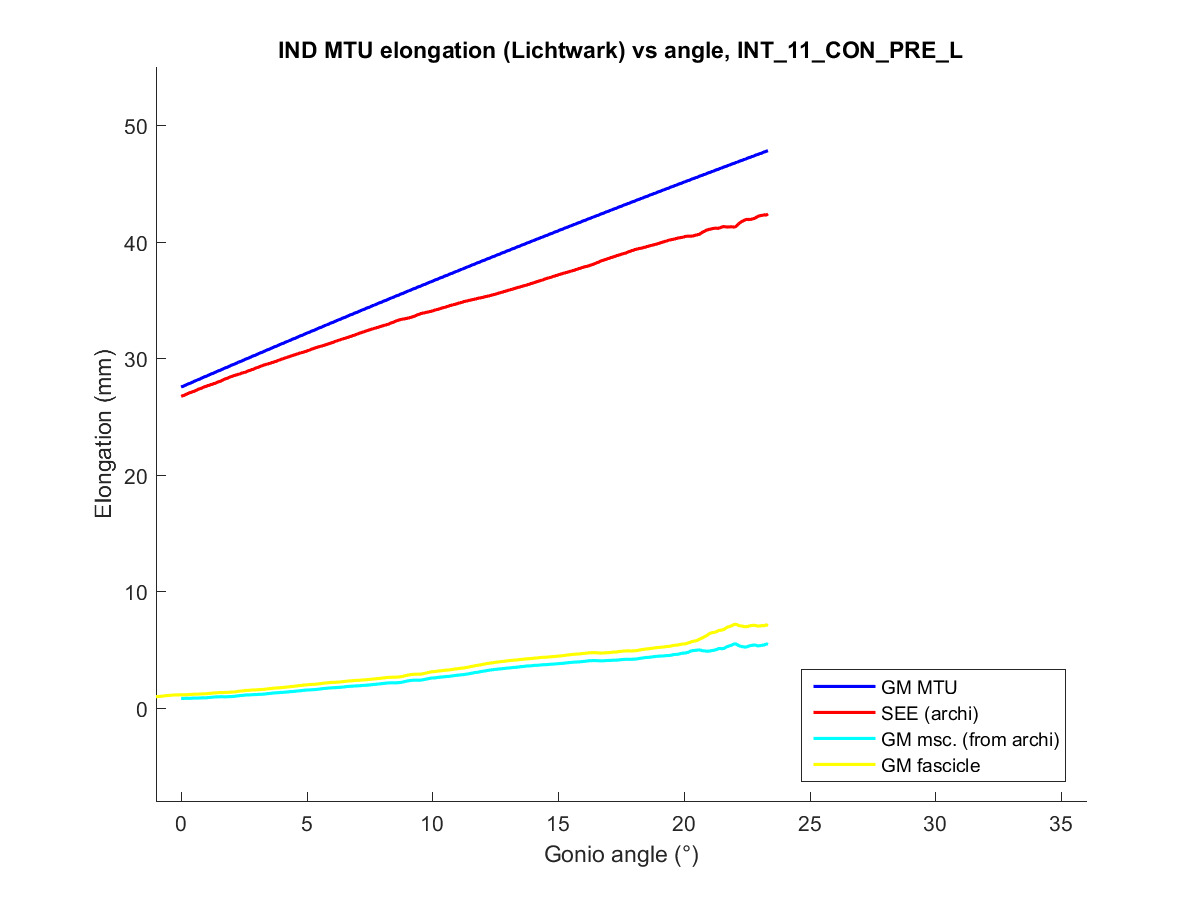 IND MTU elongation (Lichtwark) vs angle, INT_11_CON_PRE_L
50
40
30
20
10
0
Elongation (mm)
GM MTU
SEE (archi)
GM msc. (from archi)
GM fascicle
0 5 10 15 20 25 30 35
Gonio angle (°)